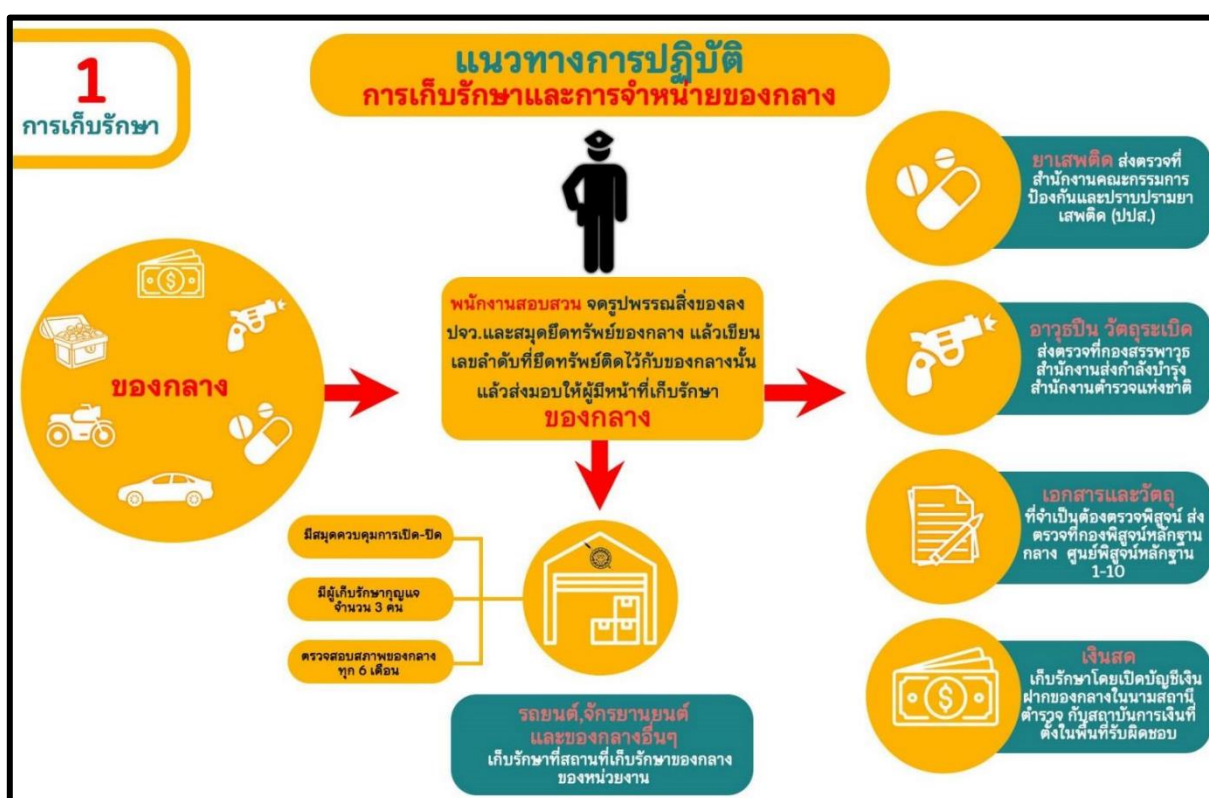 1
การเก็บรักษา
แนวทางการปฏิบัติ
การเก็บรักษาและการจำหน่ายของกลาง
ของกลาง
พนักงานสอบสวน จดรูปพรรณสิ่งของลง
ปจว.และสมุดยึดทรัพย์ของกลาง แล้วเขียน
เลขลำดับที่ยึดทรัพย์ติดไว้กับของกลางนั้น
แล้วส่งมอบให้ผู้มีหน้าที่เก็บรักษา
ของกลาง
มีสมุดควบคุมการเปิด-ปิด
มีผู้เก็บรักษากุญแจ
จำนวน 3 คน
ตรวจสอบสภาพของกลาง
ทุก 6 เดือน
รถยนต์,จักรยานยนต์
และของกลางอื่นๆ
เก็บรักษาที่สถานที่เก็บรักษาของกลาง
ของหน่วยงาน
ยาเสพติด ส่งตรวจที่
สำนักงานคณะกรรมการ
ป้องกันและปราบปรามยา
เสพติด (ปปส.)
อาวุธปืน วัตถุระเบิด
ส่งตรวจที่กองสรรพาวุธ
สำนักงานส่งกำลังบำรุง
สำนักงานตำรวจแห่งชาติ
เอกสารและวัตถุ
ที่จำเป็นต้องตรวจพิสูจน์ ส่ง
ตรวจที่กองพิสูจน์หลักฐาน
กลาง ศูนย์พิสูจน์หลักฐาน
1-10
เงินสด
เก็บรักษาโดยเปิดบัญชีเงิน
ฝากของกลางในนามสถานี
ตำรวจ กับสถาบันการเงินที่
ตั้งในพื้นที่รับผิดชอบ